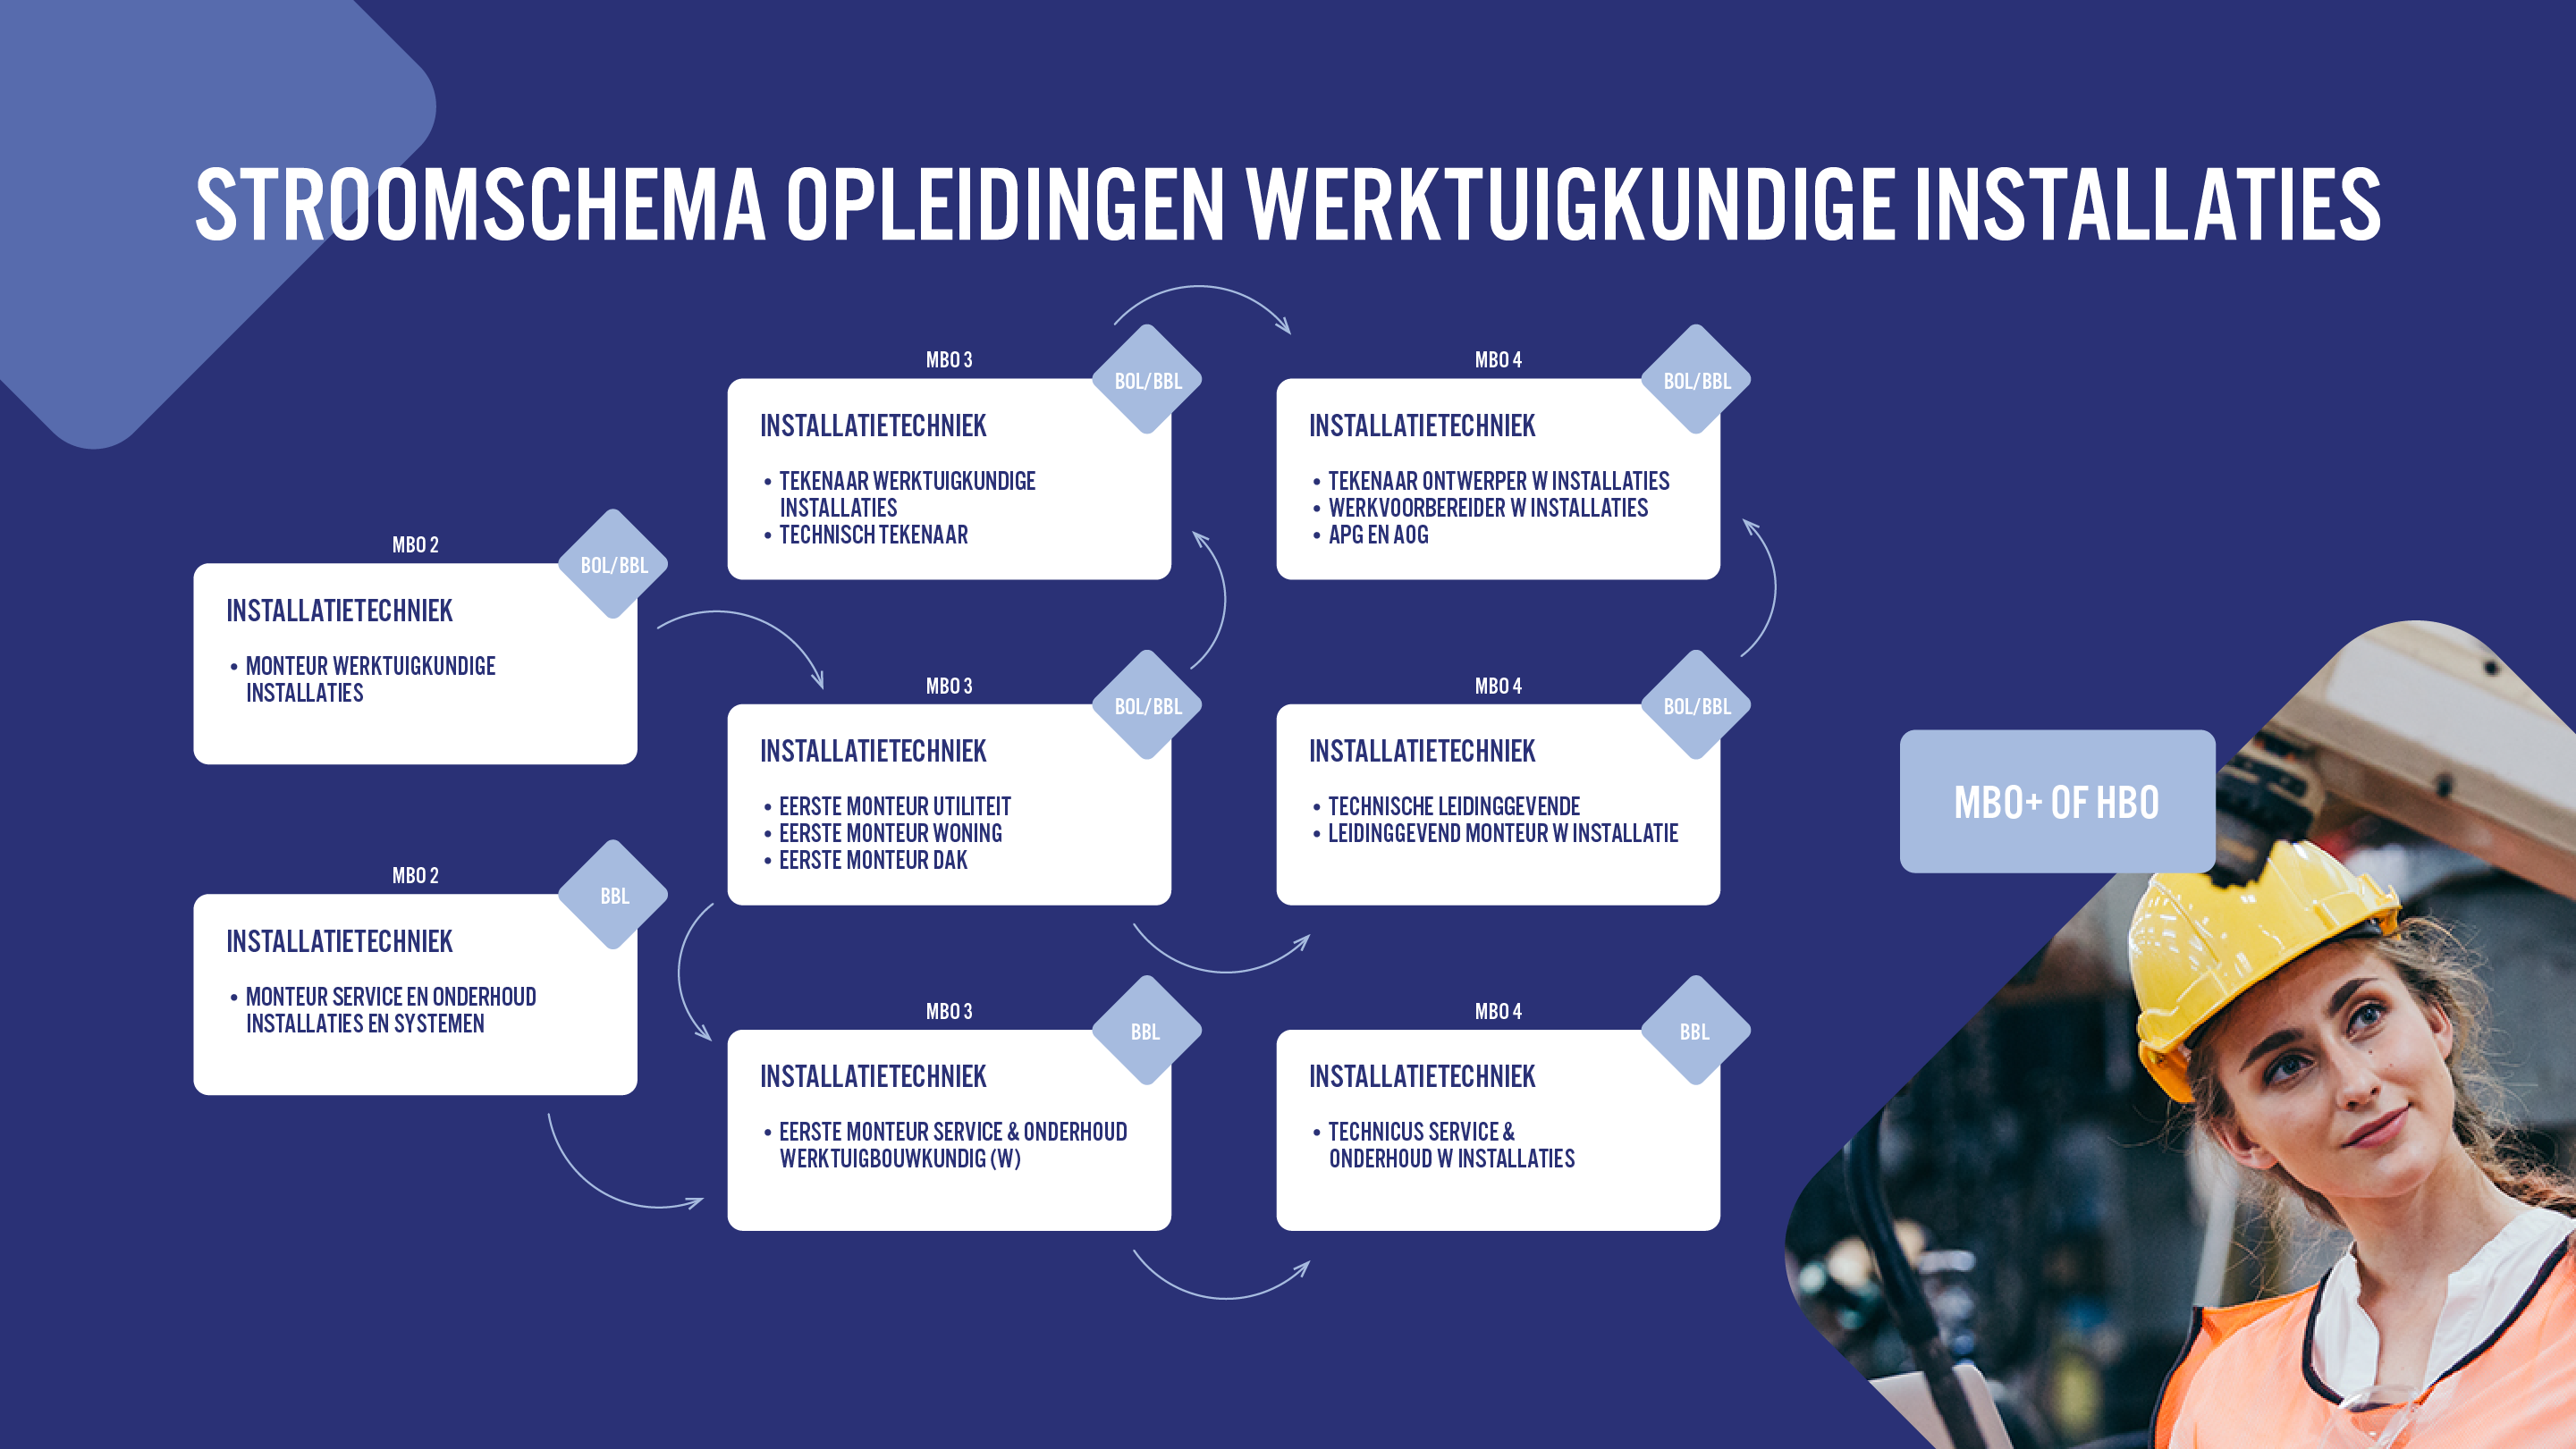 STROOMSCHEMA OPLEIDINGEN WERKTUIGKUNDIGE INSTALLATIES
MBO 2
BOL/BBL
INSTALLATIETECHNIEK
• MONTEUR WERKTUIGKUNDIGE
INSTALLATIES
MBO 2
BBL
INSTALLATIETECHNIEK
• MONTEUR SERVICE EN ONDERHOUD
INSTALLATIES EN SYSTEMEN
MBO 3
BOL/BBL
INSTALLATIETECHNIEK
• TEKENAAR WERKTUIGKUNDIGE
INSTALLATIES
• TECHNISCH TEKENAAR
MBO 3
BOL/BBL
INSTALLATIETECHNIEK
• EERSTE MONTEUR UTILITEIT
• EERSTE MONTEUR WONING
• EERSTE MONTEUR DAK
MBO 3
BBL
INSTALLATIETECHNIEK
• EERSTE MONTEUR SERVICE & ONDERHOUD
WERKTUIGBOUWKUNDIG (W)
MBO 4
BOL/BBL
INSTALLATIETECHNIEK
• TEKENAAR ONTWERPER W INSTALLATIES
• WERKVOORBEREIDER W INSTALLATIES
• APG EN AOG
MBO 4
BOL/BBL
INSTALLATIETECHNIEK
• TECHNISCHE LEIDINGGEVENDE
• LEIDINGGEVEND MONTEUR W INSTALLATIE
MBO 4
BBL
INSTALLATIETECHNIEK
• TECHNICUS SERVICE &
ONDERHOUD W INSTALLATIES
MBO+ OF HBO